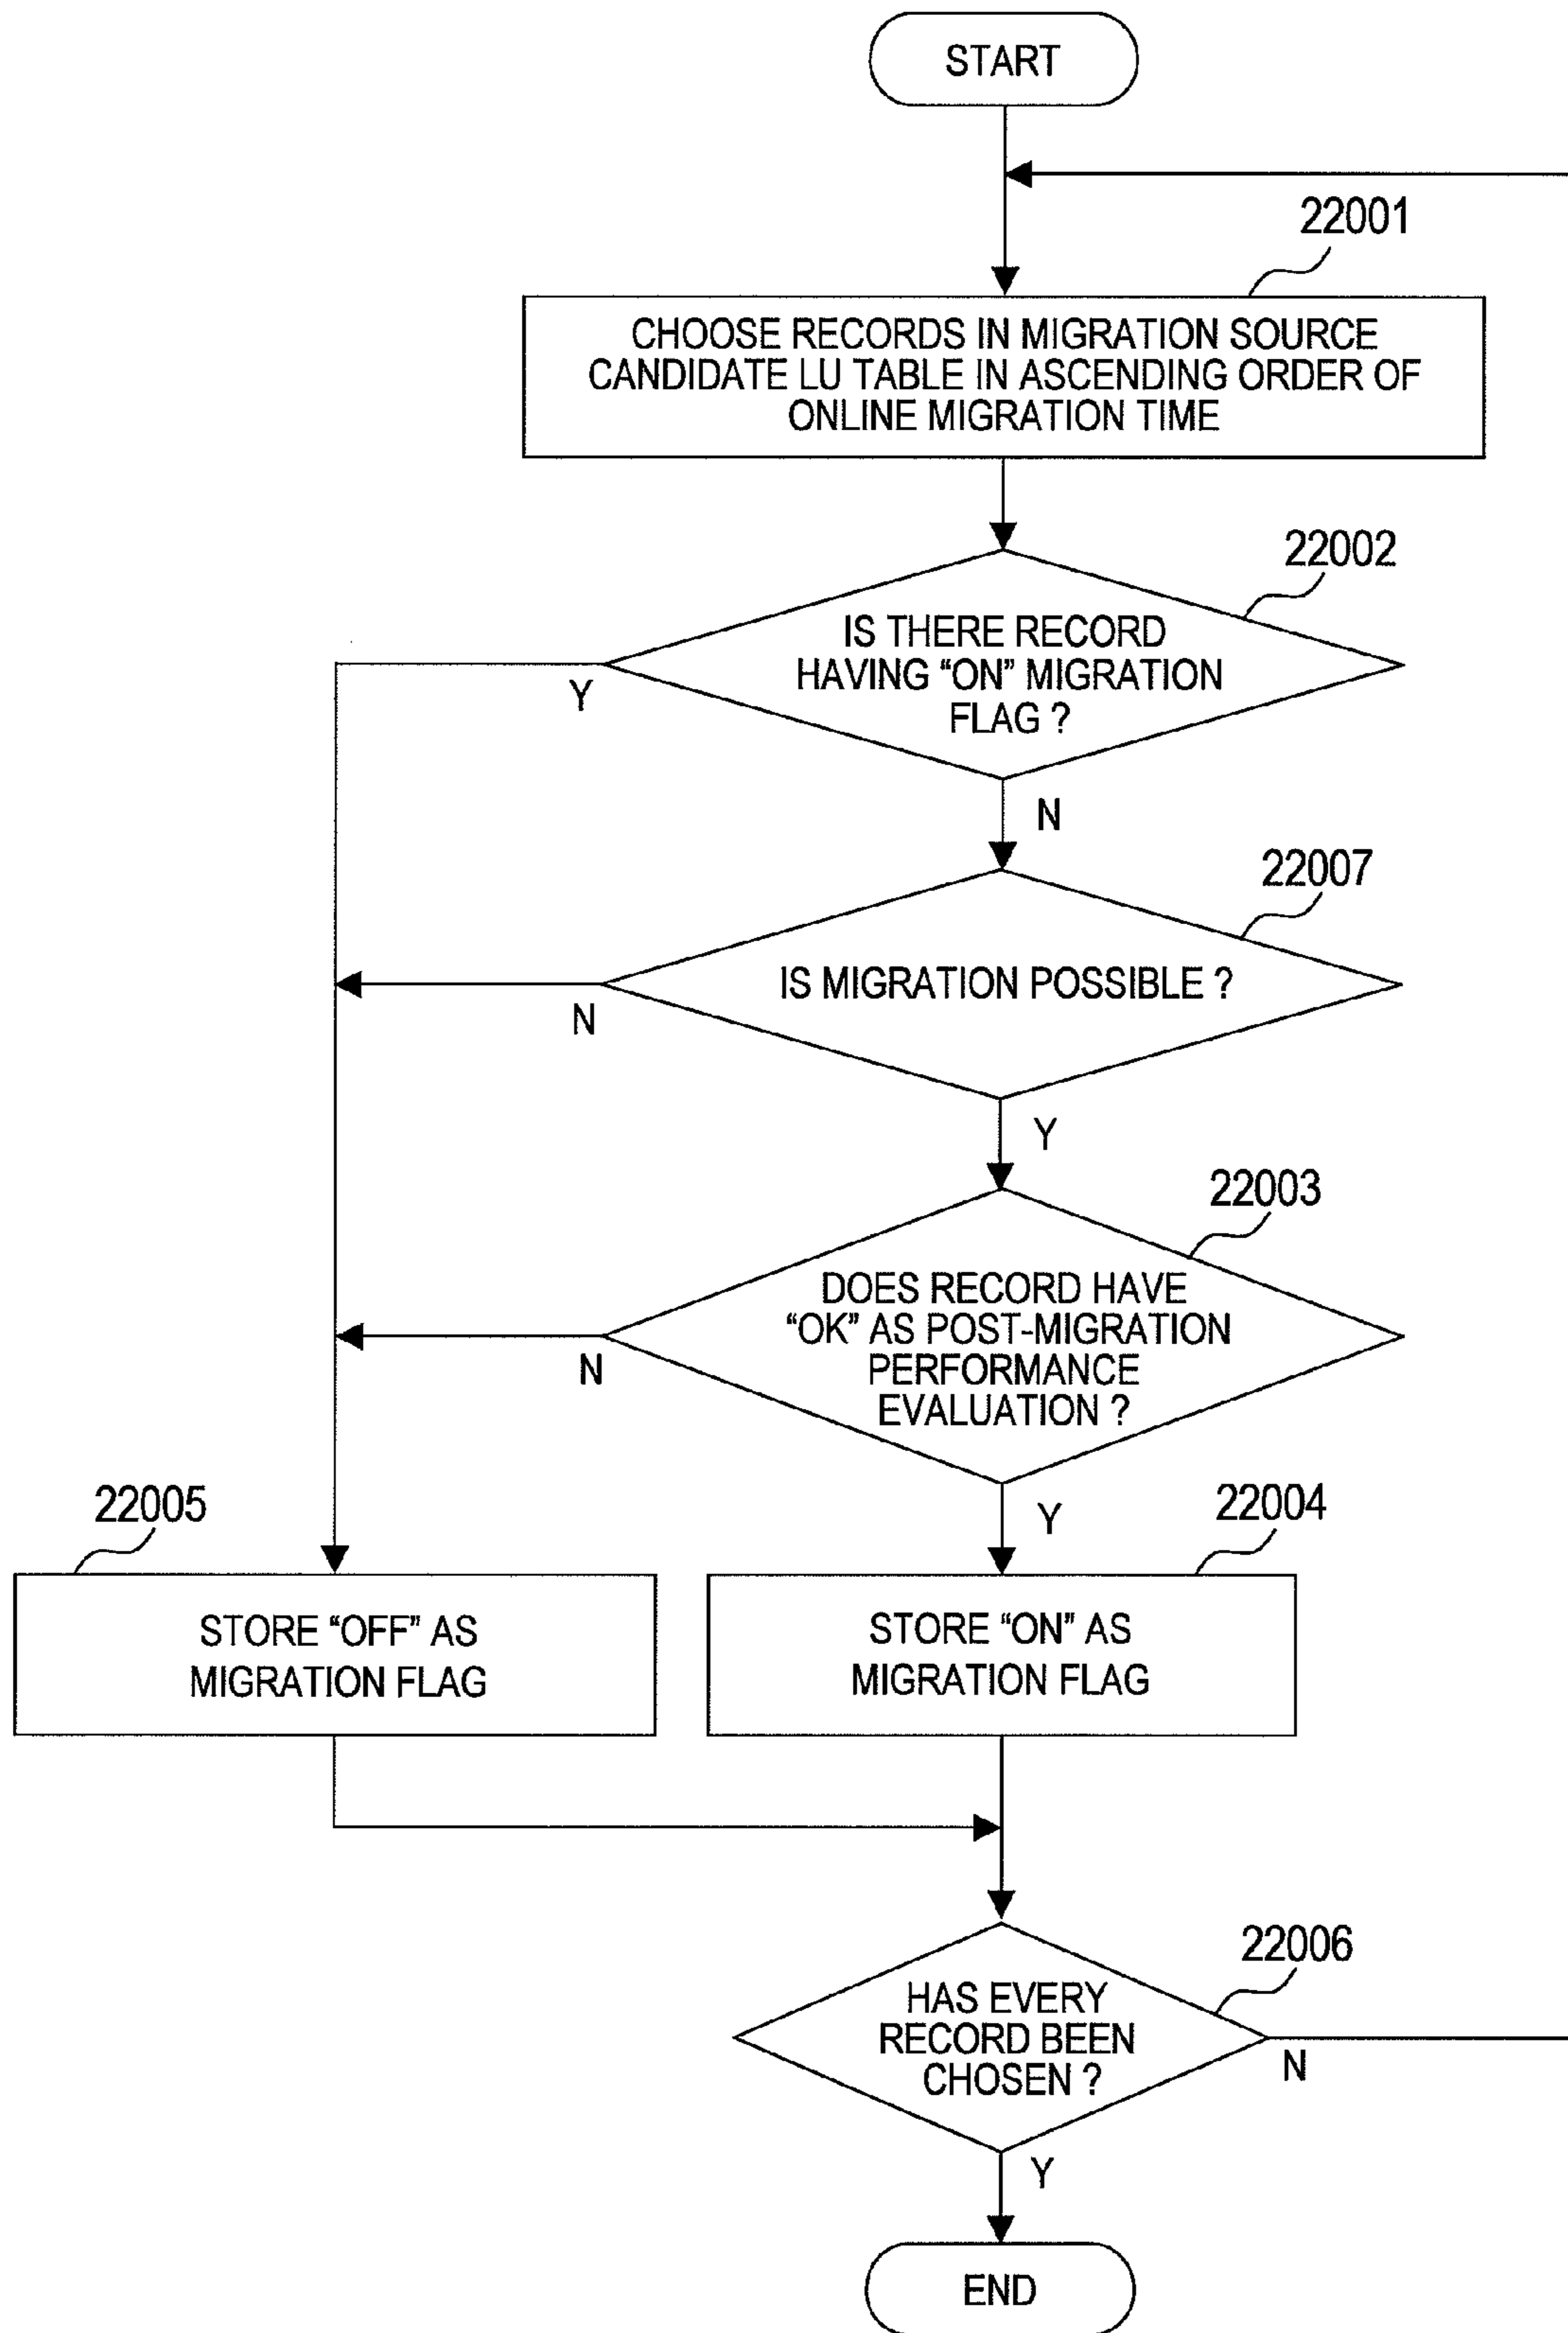 START
22001
CHOOSE RECORDS IN MIGRATION SOURCE
CANDIDATE LU TABLE IN ASCENDING ORDER OF
ONLINE MIGRATION TIME
22002
IS THERE RECORD
HAVING “ON” MIGRATION
FLAG ?
Y
N
22007
IS MIGRATION POSSIBLE ?
N
Y
22003
DOES RECORD HAVE
“OK” AS POST-MIGRATION
PERFORMANCE
EVALUATION ?
N
Y
22005
STORE “OFF” AS
MIGRATION FLAG
22004
STORE “ON” AS
MIGRATION FLAG
22006
HAS EVERY
RECORD BEEN
CHOSEN ?
N
Y
END